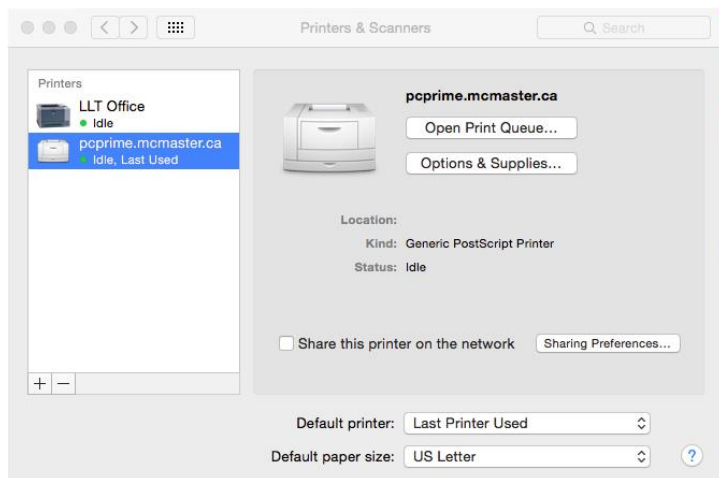 Printers & Scanners
Search
Printers
LLT Office
Idle
pcprime.mcmaster.ca
Idle, Last Used
pcprime.mcmaster.ca
Open Print Queue...
Options & Supplies...
Location:
Kind: Generic PostScript Printer
Status: Idle
Share this printer on the network Sharing Preferences...
+ −
Default printer: Last Printer Used
Default paper size: US Letter ?